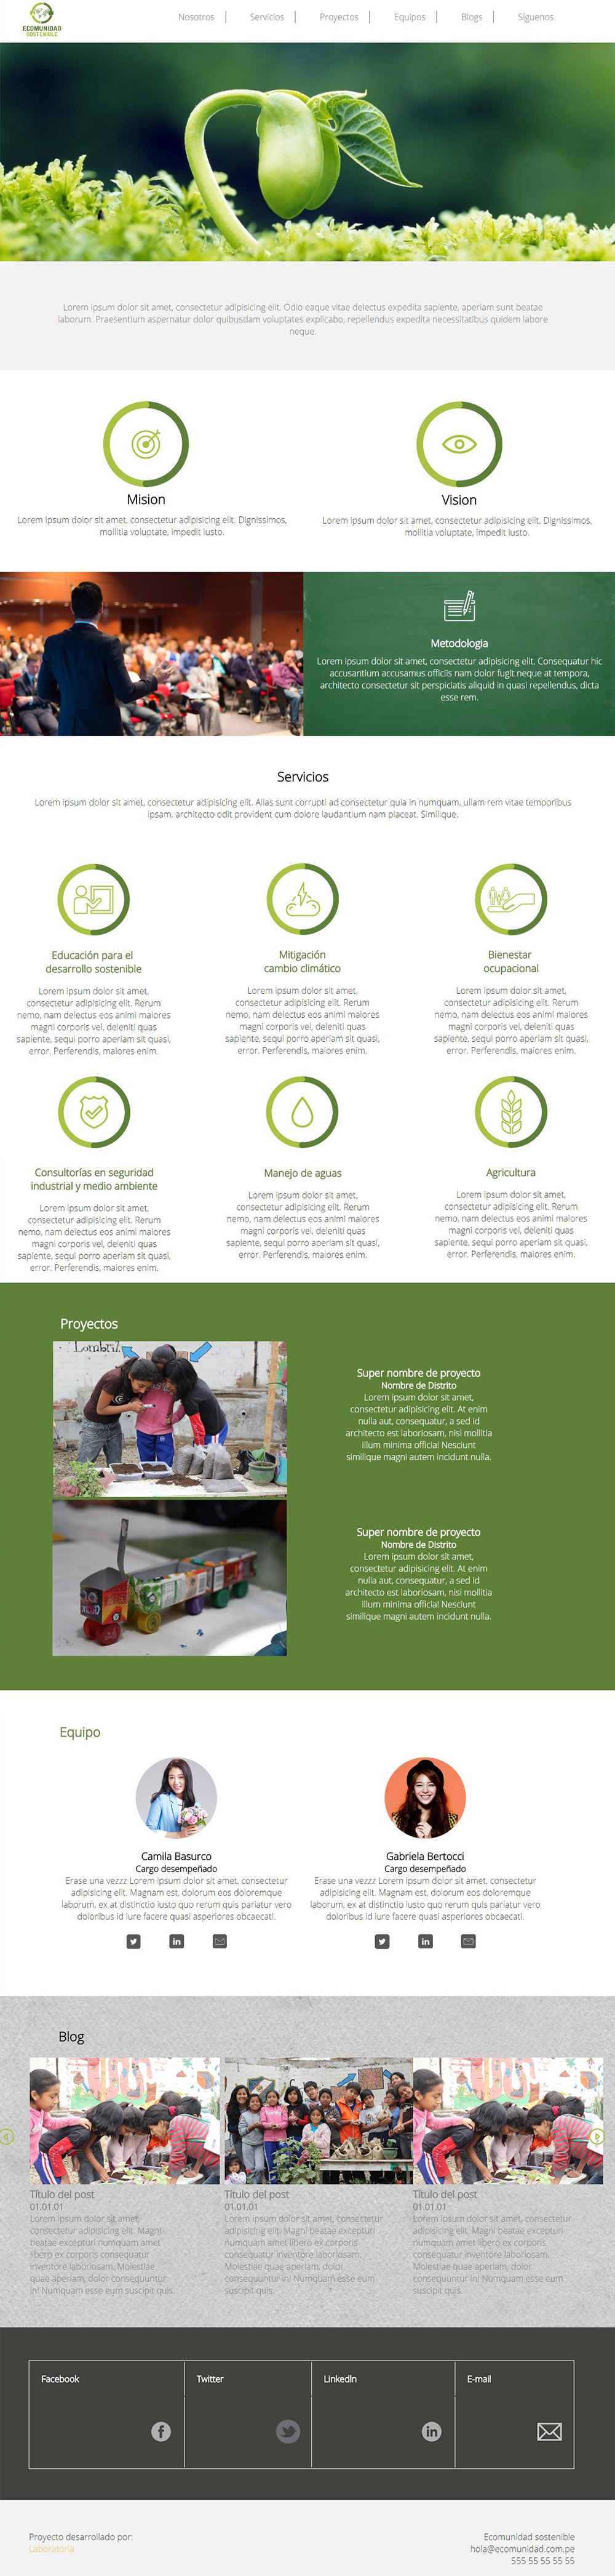 ECOMUNIDAD
SOSTENIBLE
Nosotros
Servicios
Proyectos
Equipos
Blogs
Síguenos
Lorem ipsum dolor sit amet, consectetur adipisicing elit. Odio eaque vitae delectus expedita sapiente, aperiam sunt beatae
laborum. Praesentium aspernatur dolor quibusdam voluptates explicabo, repellendus expedita necessitatibus quidem labore
neque.
Mision
Lorem ipsum dolor sit amet, consectetur adipisicing elit. Dignissimos,
mollitia voluptate, impedit iusto.
Vision
Lorem ipsum dolor sit amet, consectetur adipisicing elit. Dignissimos,
mollitia voluptate, impedit iusto.
Metodologia
Lorem ipsum dolor sit amet, consectetur adipisicing elit. Consequatur hic
accusantium accusamus officiis nam dolor fugit neque at tempora,
architecto consectetur sit perspiciatis aliquid in quasi repellendus, dicta
esse rem.
Servicios
Lorem ipsum dolor sit amet, consectetur adipisicing elit. Alias sunt corrupti ad consectetur quia in numquam, ullam rem vitae temporibus
ipsam, architecto odit provident cum dolore laudantium nam placeat. Similique.
Educación para el
desarrollo sostenible
Lorem ipsum dolor sit amet,
consectetur adipisicing elit. Rerum
nemo, nam delectus eos animi maiores
magni corporis vel, deleniti quas
sapiente, sequi porro aperiam sit quasi,
error. Perferendis, maiores enim.
Mitigación
cambio climático
Lorem ipsum dolor sit amet,
consectetur adipisicing elit. Rerum
nemo, nam delectus eos animi maiores
magni corporis vel, deleniti quas
sapiente, sequi porro aperiam sit quasi,
error. Perferendis, maiores enim.
Bienestar
ocupacional
Lorem ipsum dolor sit amet,
consectetur adipisicing elit. Rerum
nemo, nam delectus eos animi maiores
magni corporis vel, deleniti quas
sapiente, sequi porro aperiam sit quasi,
error. Perferendis, maiores enim.
Consultorías en seguridad
industrial y medio ambiente
Lorem ipsum dolor sit amet,
consectetur adipisicing elit. Rerum
nemo, nam delectus eos animi maiores
magni corporis vel, deleniti quas
sapiente, sequi porro aperiam sit quasi,
error. Perferendis, maiores enim.
Manejo de aguas
Lorem ipsum dolor sit amet,
consectetur adipisicing elit. Rerum
nemo, nam delectus eos animi maiores
magni corporis vel, deleniti quas
sapiente, sequi porro aperiam sit quasi,
error. Perferendis, maiores enim.
Agricultura
Lorem ipsum dolor sit amet,
consectetur adipisicing elit. Rerum
nemo, nam delectus eos animi maiores
magni corporis vel, deleniti quas
sapiente, sequi porro aperiam sit quasi,
error. Perferendis, maiores enim.
Proyectos
Lombriz
Super nombre de proyecto
Nombre de Distrito
Lorem ipsum dolor sit amet,
consectetur adipisicing elit. At enim
nulla aut, consequatur, a sed id
architecto est laboriosam, nisi mollitia
illum minima officia! Nesciunt
similique magni autem incidunt nulla.
Super nombre de proyecto
Nombre de Distrito
Lorem ipsum dolor sit amet,
consectetur adipisicing elit. At enim
nulla aut, consequatur, a sed id
architecto est laboriosam, nisi mollitia
illum minima officia! Nesciunt
similique magni autem incidunt nulla.
Equipo
Camila Basurco
Cargo desempeñado
Erase una vezzz Lorem ipsum dolor sit amet, consectetur
adipisicing elit. Magnam est, dolorum eos doloremque
laborum, ex at distinctio iusto quo rerum quis pariatur vero
doloribus id iure facere quasi asperiores obcaecati.
Gabriela Bertocci
Cargo desempeñado
Erase una vezzz Lorem ipsum dolor sit amet, consectetur
adipisicing elit. Magnam est, dolorum eos doloremque
laborum, ex at distinctio iusto quo rerum quis pariatur vero
doloribus id iure facere quasi asperiores obcaecati.
Blog
Título del post
01.01.01
Lorem ipsum dolor sit amet,
consectetur adipisicing elit. Magni
beatae excepturi numquam amet
libero ex corporis consequatur
inventore laboriosam. Molestiae
quae aperiam, dolor consequuntur
in! Numquam esse eum suscipit quis.
Título del post
01.01.01
Lorem ipsum dolor sit amet, consectetur
adipisicing elit. Magni beatae excepturi
numquam amet libero ex corporis
consequatur inventore laboriosam.
Molestiae quae aperiam, dolor
consequuntur in! Numquam esse eum
suscipit quis.
Título del post
01.01.01
Lorem ipsum dolor sit amet, consectetur
adipisicing elit. Magni beatae excepturi
numquam amet libero ex corporis
consequatur inventore laboriosam.
Molestiae quae aperiam, dolor
consequuntur in! Numquam esse eum
suscipit quis.
Facebook
Twitter
LinkedIn
E-mail
Proyecto desarrollado por:
Laboratoria
Ecomunidad sostenible
hola@ecomunidad.com.pe
555 55 55 55 55